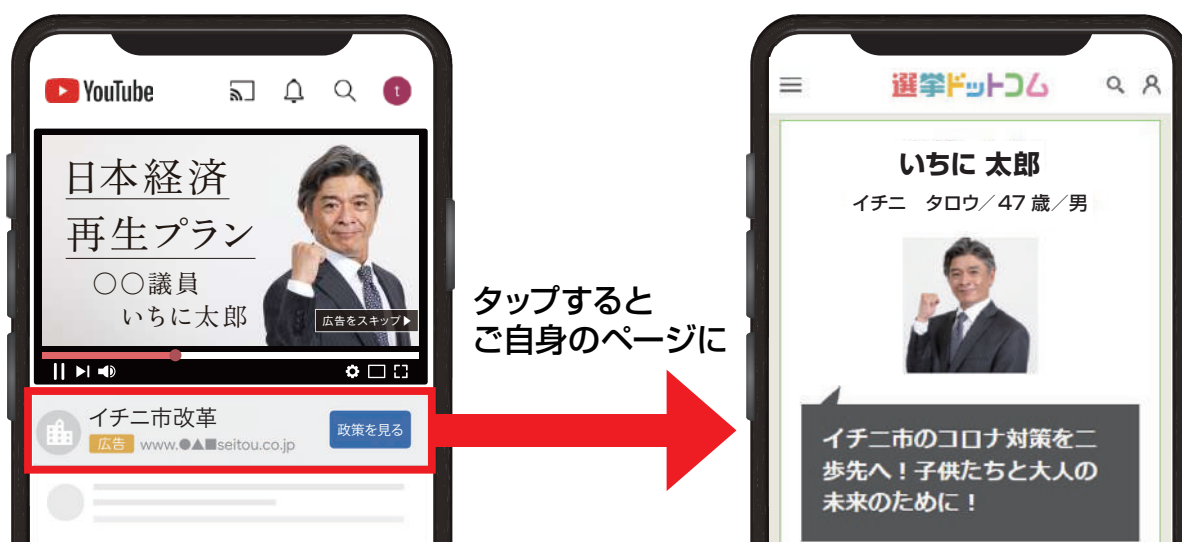 YouTube
t
日本経済
再生プラン
〇〇議員
いちに太郎
広告をスキップ▶
イチニ市改革
広告 www.●▲■seitou.co.jp
政策を見る
タップすると
ご自身のページに
選挙ドットコム
いちに 太郎
イチニ　タロウ／47 歳／男
イチニ市のコロナ対策を二
歩先へ！子供たちと大人の
未来のために！